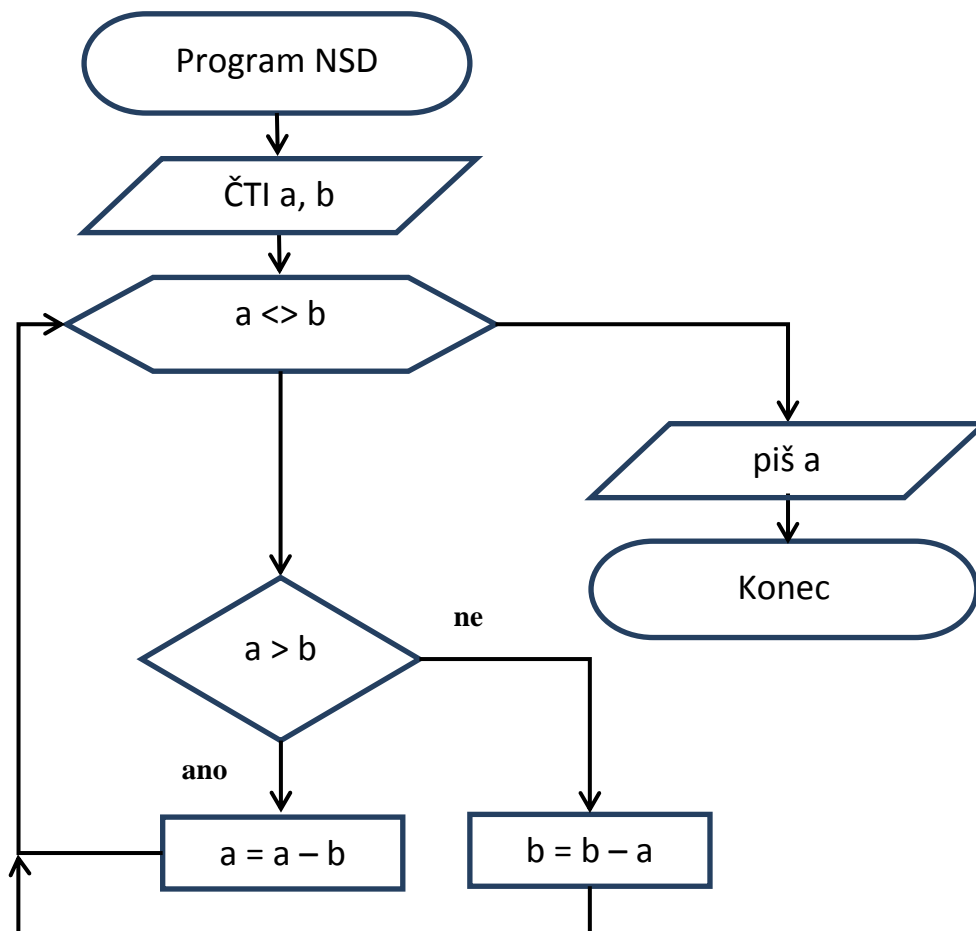 Program NSD
ČTI a, b
a <> b
piš a
Konec
a > b
ne
ano
a = a – b
b = b – a